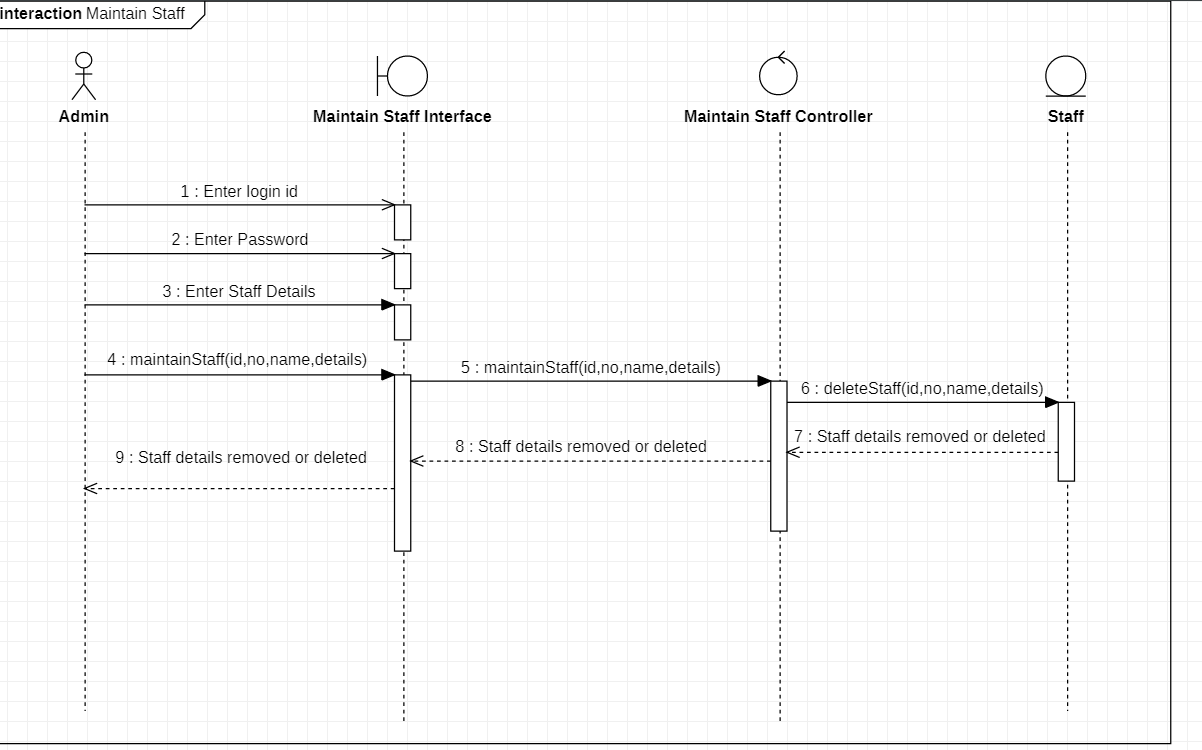 interaction Maintain Staff
Admin
Maintain Staff Interface
Maintain Staff Controller
Staff
1 : Enter login id
2 : Enter Password
3 : Enter Staff Details
4 : maintainStaff(id,no,name,details)
5 : maintainStaff(id,no,name,details)
6 : deleteStaff(id,no,name,details)
7 : Staff details removed or deleted
8 : Staff details removed or deleted
9 : Staff details removed or deleted